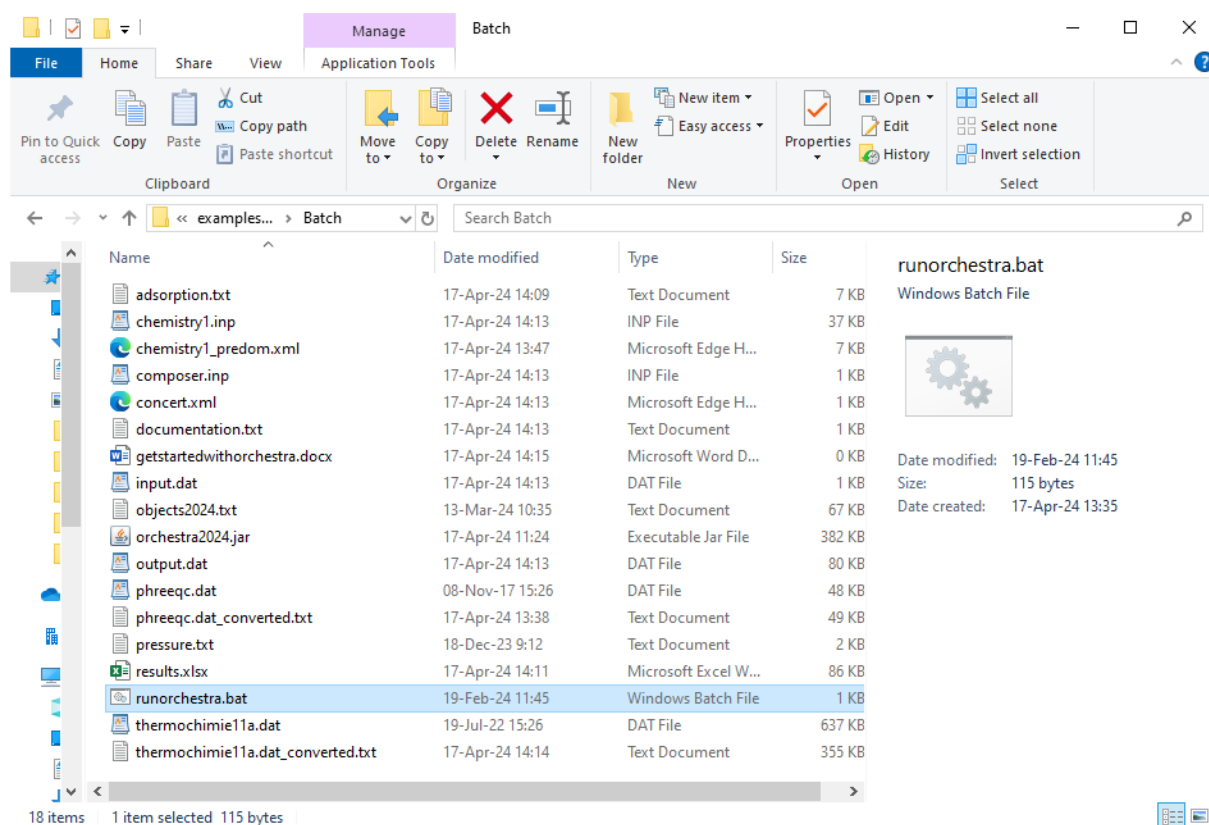 Manage Batch
File Home Share View Application Tools
Pin to Quick access
Copy
Paste
Cut
Copy path
Paste shortcut
Move to
Copy to
Delete
Rename
New folder
New item
Easy access
Properties
Open
Edit
History
Select all
Select none
Invert selection
Clipboard Organize New Open Select
« examples... > Batch Search Batch
Name Date modified Type Size
adsorption.txt 17-Apr-24 14:09 Text Document 7 KB
chemistry1.inp 17-Apr-24 14:13 INP File 37 KB
chemistry1_predom.xml 17-Apr-24 13:47 Microsoft Edge H... 7 KB
composer.inp 17-Apr-24 14:13 INP File 1 KB
concert.xml 17-Apr-24 14:13 Microsoft Edge H... 1 KB
documentation.txt 17-Apr-24 14:13 Text Document 1 KB
getstartedwithorchestra.docx 17-Apr-24 14:15 Microsoft Word D... 0 KB
input.dat 17-Apr-24 14:13 DAT File 1 KB
objects2024.txt 13-Mar-24 10:35 Text Document 67 KB
orchestra2024.jar 17-Apr-24 11:24 Executable Jar File 382 KB
output.dat 17-Apr-24 14:13 DAT File 80 KB
phreeqc.dat 08-Nov-17 15:26 DAT File 48 KB
phreeqc.dat_converted.txt 17-Apr-24 13:38 Text Document 49 KB
pressure.txt 18-Dec-23 9:12 Text Document 2 KB
results.xlsx 17-Apr-24 14:11 Microsoft Excel W... 86 KB
runorchestra.bat 19-Feb-24 11:45 Windows Batch File 1 KB
thermochimie11a.dat 19-Jul-22 15:26 DAT File 637 KB
thermochimie11a.dat_converted.txt 17-Apr-24 14:14 Text Document 355 KB
runorchestra.bat
Windows Batch File
Date modified: 19-Feb-24 11:45
Size: 115 bytes
Date created: 17-Apr-24 13:35
18 items 1 item selected 115 bytes